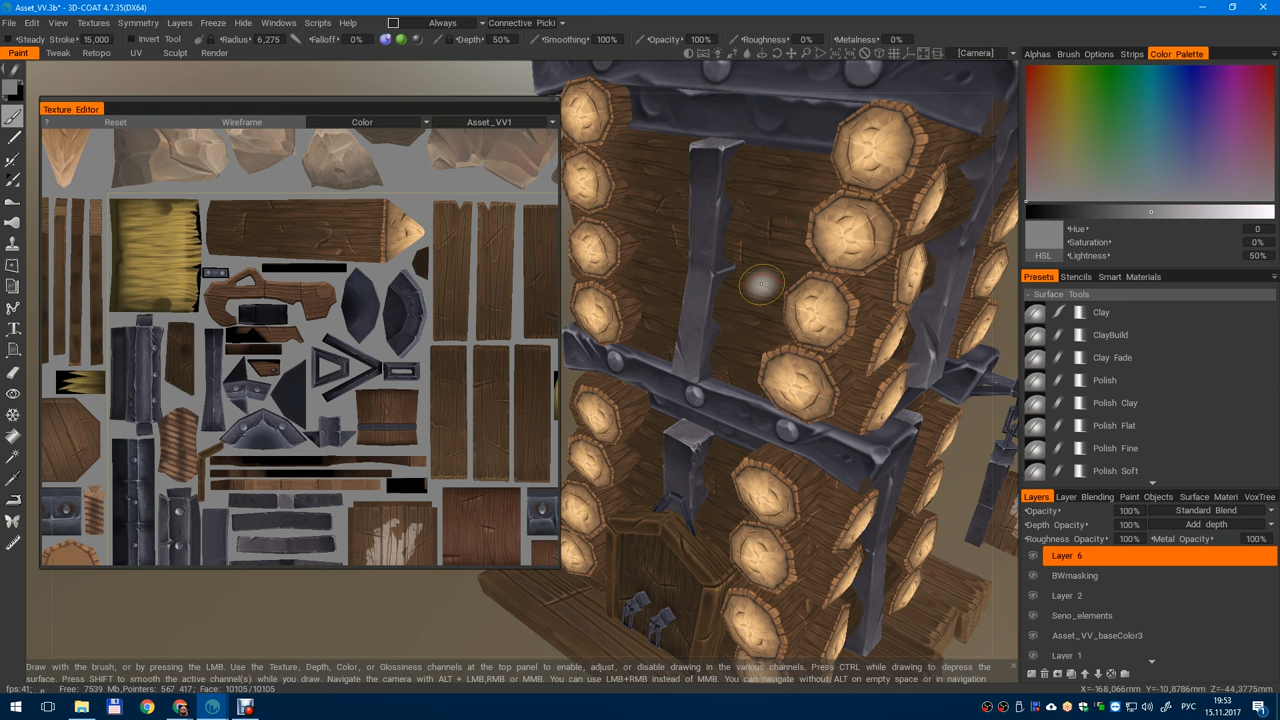 Asset_VV.3b* - 3D-COAT 4.7.35(DX64)
File Edit View Textures Symmetry Layers Freeze Hide Windows Scripts Help Always Connective Picki
Steady Stroke 15,000 Invert Tool Radius 6,275 Falloff 0% Depth 50% Smoothing 100% Opacity 100% Roughness 0% Metalness 0%
Paint Tweak Retopo UV Sculpt Render [Camera]
Alphas Brush Options Strips Color Palette
Texture Editor
? Reset Wireframe Color Asset_VV1
Hue 0
Saturation 0%
HSL Lightness 50%
Presets Stencils Smart Materials
- Surface Tools
Clay
ClayBuild
Clay Fade
Polish
Polish Clay
Polish Flat
Polish Fine
Polish Soft
Layers Layer Blending Paint Objects Surface Materi VoxTree
Opacity 100% Standard Blend
Depth Opacity 100% Add depth
Roughness Opacity 100% Metal Opacity 100%
Layer 6
BWmasking
Layer 2
Seno_elements
Asset_VV_baseColor3
Layer 1
Draw with the brush, or by pressing the LMB. Use the Texture, Depth, Color, or Glossiness channels at the top panel to enable, adjust, or disable drawing in the various channels. Press CTRL while drawing to depress the
surface. Press SHIFT to smooth the active channel(s) while you draw. Navigate the camera with ALT + LMB,RMB or MMB. You can use LMB+RMB instead of MMB. You can navigate without ALT on empty space or in navigation
fps:41; Free: 7539 Mb,Pointers: 567 417; Face: 10105/10105 X=-168,066mm Y=-10,8786mm Z=-44,3775mm
РУС
19:53
15.11.2017